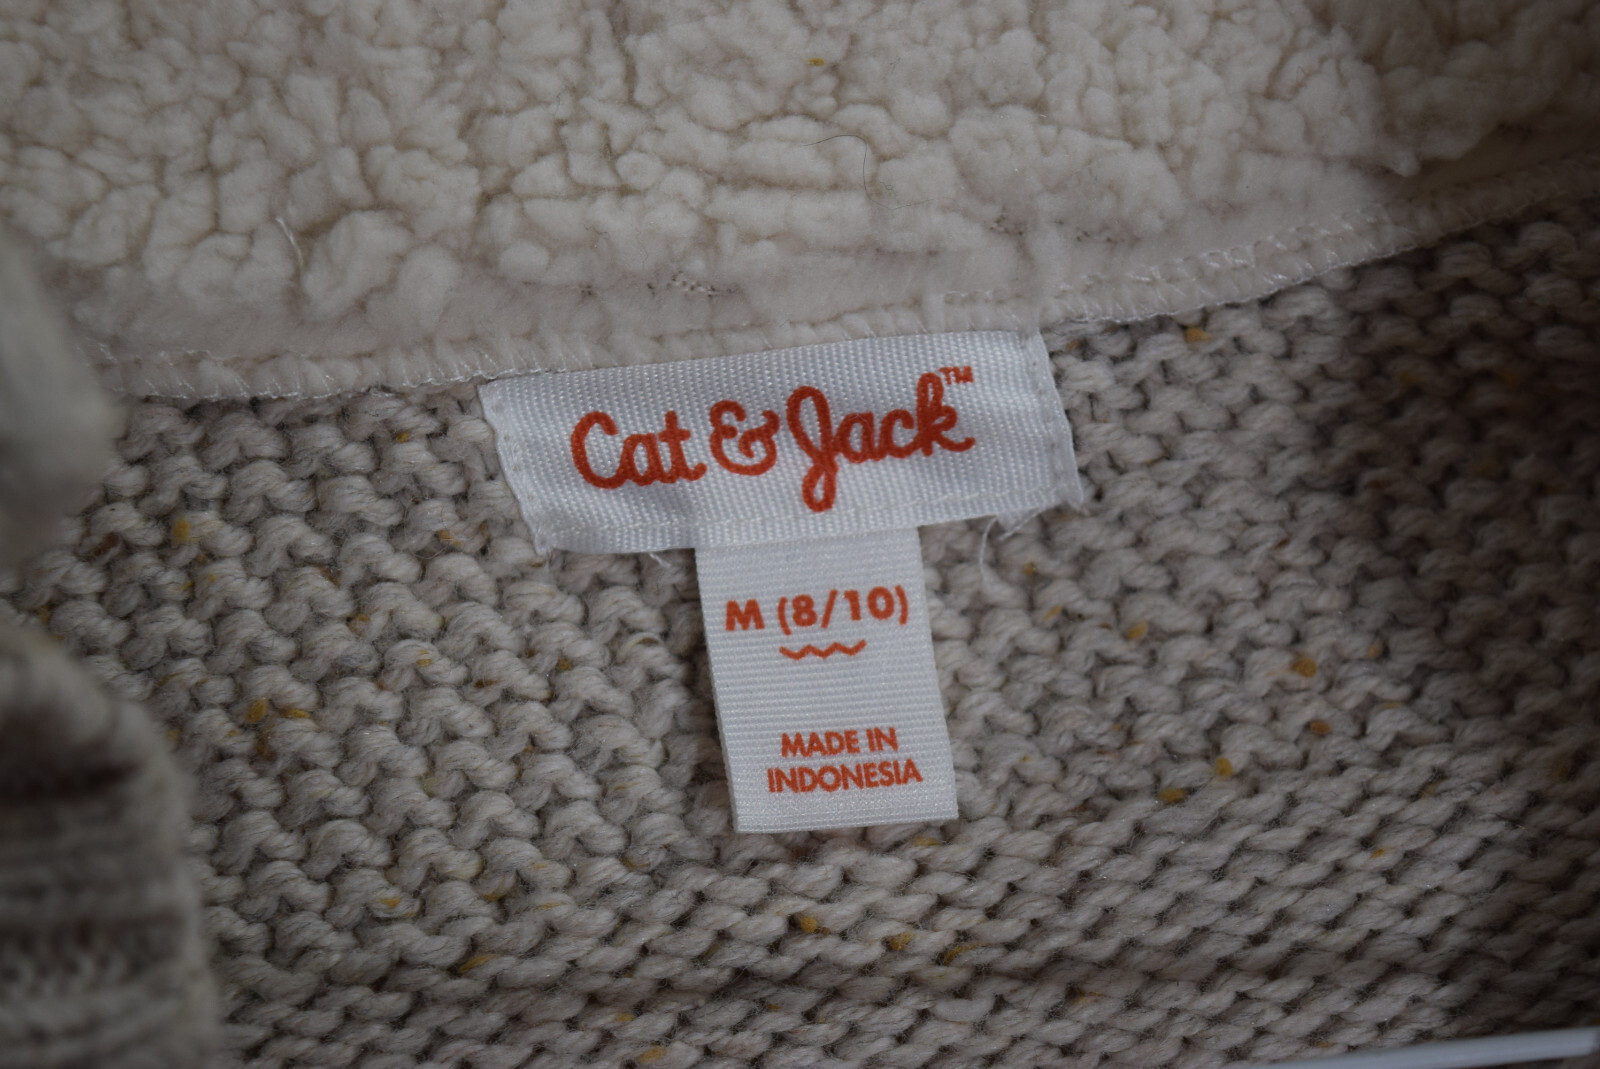 Cat & Jack™
M (8/10)
MADE IN
INDONESIA